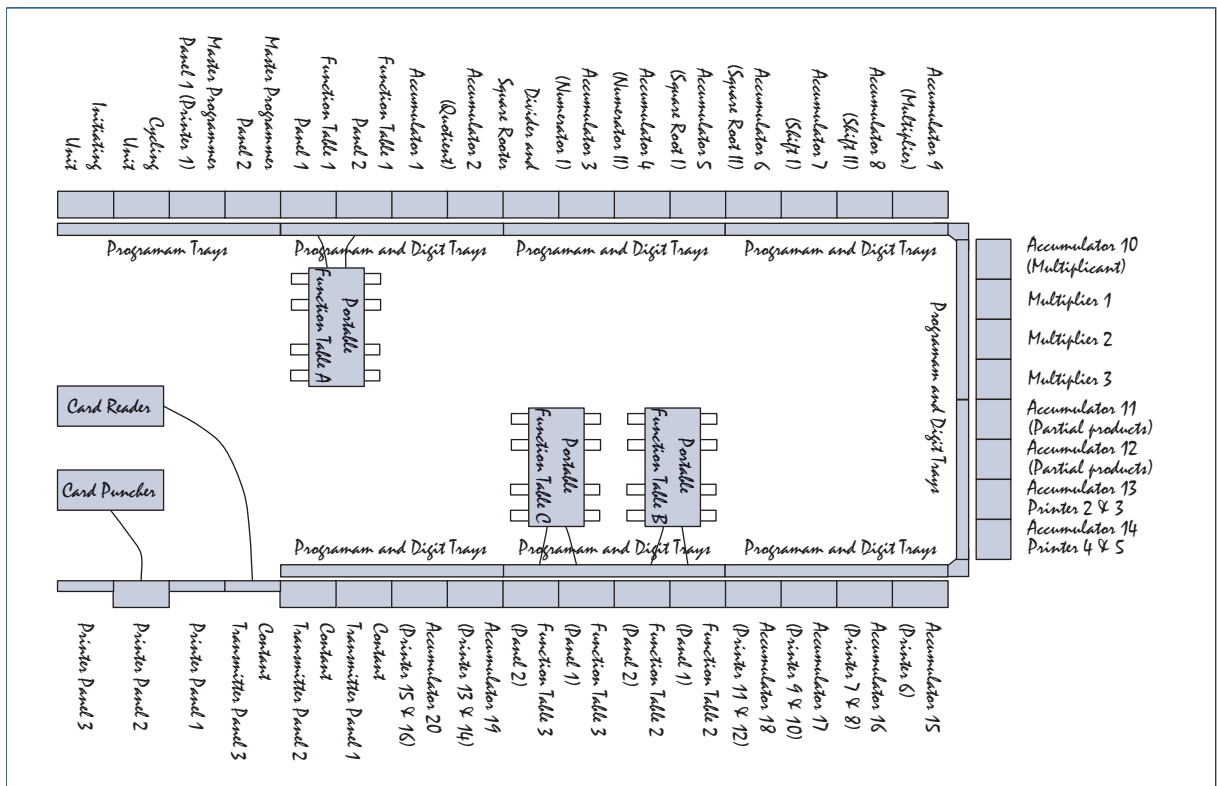 Initiating
Unit
Cycling
Unit
Master Programmer
Panel 1 (Printer 1)
Master Programmer
Panel 2
Function Table 1
Panel 1
Function Table 1
Panel 2
Accumulator 1
Accumulator 2
(Quotient)
Divider and
Square Rooter
Accumulator 3
(Numerator I)
Accumulator 4
(Numerator II)
Accumulator 5
(Square Root I)
Accumulator 6
(Square Root II)
Accumulator 7
(Shift I)
Accumulator 8
(Shift II)
Accumulator 9
(Multiplier)
Programam Trays
Programam and Digit Trays
Programam and Digit Trays
Programam and Digit Trays
Accumulator 10
(Multiplicant)
Multiplier 1
Multiplier 2
Multiplier 3
Accumulator 11
(Partial products)
Accumulator 12
(Partial products)
Accumulator 13
Printer 2 & 3
Accumulator 14
Printer 4 & 5
Programam and Digit Trays
Portable
Function Table A
Card Reader
Card Puncher
Portable
Function Table C
Portable
Function Table B
Programam and Digit Trays
Programam and Digit Trays
Programam and Digit Trays
Printer Panel 3
Printer Panel 2
Printer Panel 1
Contant
Transmitter Panel 3
Contant
Transmitter Panel 2
Contant
Transmitter Panel 1
Accumulator 20
(Printer 15 & 16)
Accumulator 19
(Printer 13 & 14)
Function Table 3
(Panel 2)
Function Table 3
(Panel 1)
Function Table 2
(Panel 2)
Function Table 2
(Panel 1)
Accumulator 18
(Printer 11 & 12)
Accumulator 17
(Printer 9 & 10)
Accumulator 16
(Printer 7 & 8)
Accumulator 15
(Printer 6)